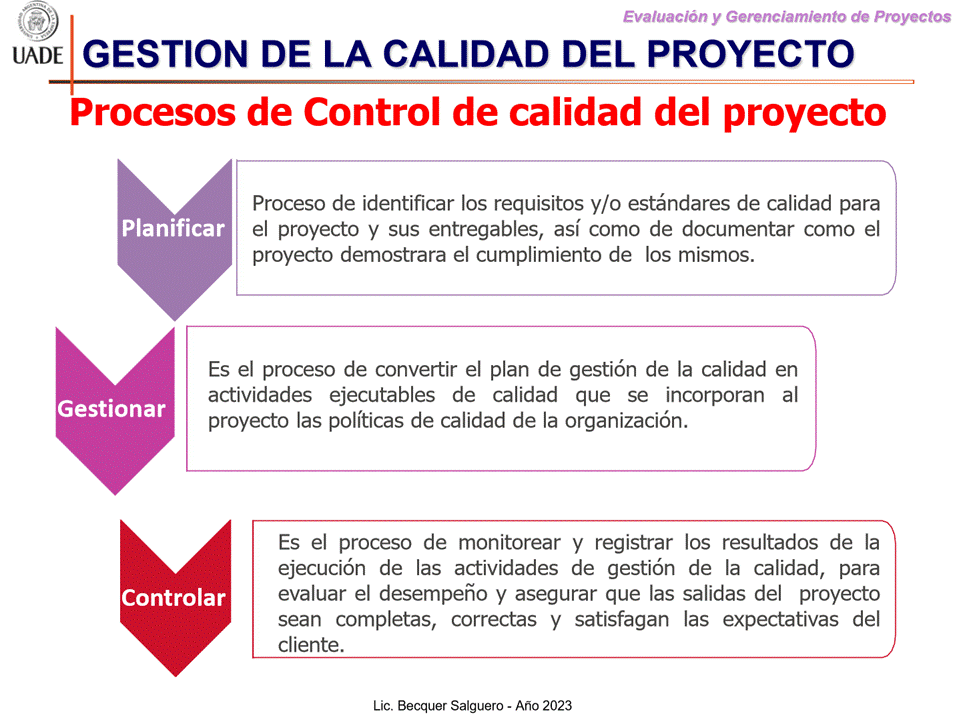 Evaluación y Gerenciamiento de Proyectos
UADE
GESTION DE LA CALIDAD DEL PROYECTO
Procesos de Control de calidad del proyecto
Planificar
Proceso de identificar los requisitos y/o estándares de calidad para
el proyecto y sus entregables, así como de documentar como el
proyecto demostrara el cumplimiento de los mismos.
Gestionar
Es el proceso de convertir el plan de gestión de la calidad en
actividades ejecutables de calidad que se incorporan al
proyecto las políticas de calidad de la organización.
Controlar
Es el proceso de monitorear y registrar los resultados de la
ejecución de las actividades de gestión de la calidad, para
evaluar el desempeño y asegurar que las salidas del proyecto
sean completas, correctas y satisfagan las expectativas del
cliente.
Lic. Becquer Salguero - Año 2023